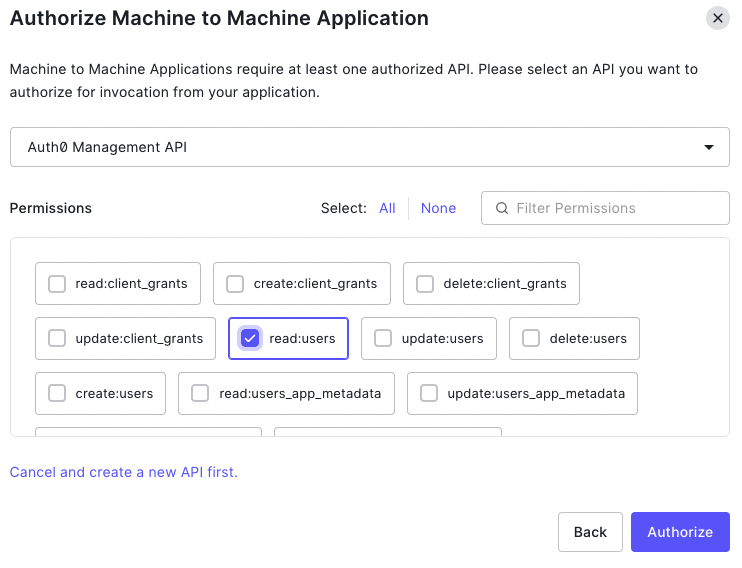 Authorize Machine to Machine Application
Machine to Machine Applications require at least one authorized API. Please select an API you want to
authorize for invocation from your application.
Auth0 Management API
Permissions Select: All None Filter Permissions
read:client_grants create:client_grants delete:client_grants
update:client_grants read:users update:users delete:users
create:users read:users_app_metadata update:users_app_metadata
Cancel and create a new API first.
Back Authorize